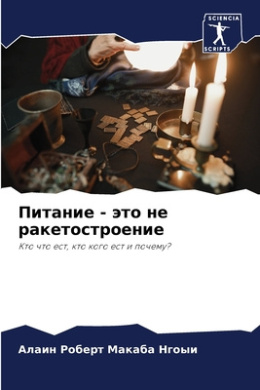 SCIENCIA
SCRIPTS
Питание - это не
ракетостроение
Кто что ест, кто кого ест и почему?
Алаин Роберт Макаба Нгоыи